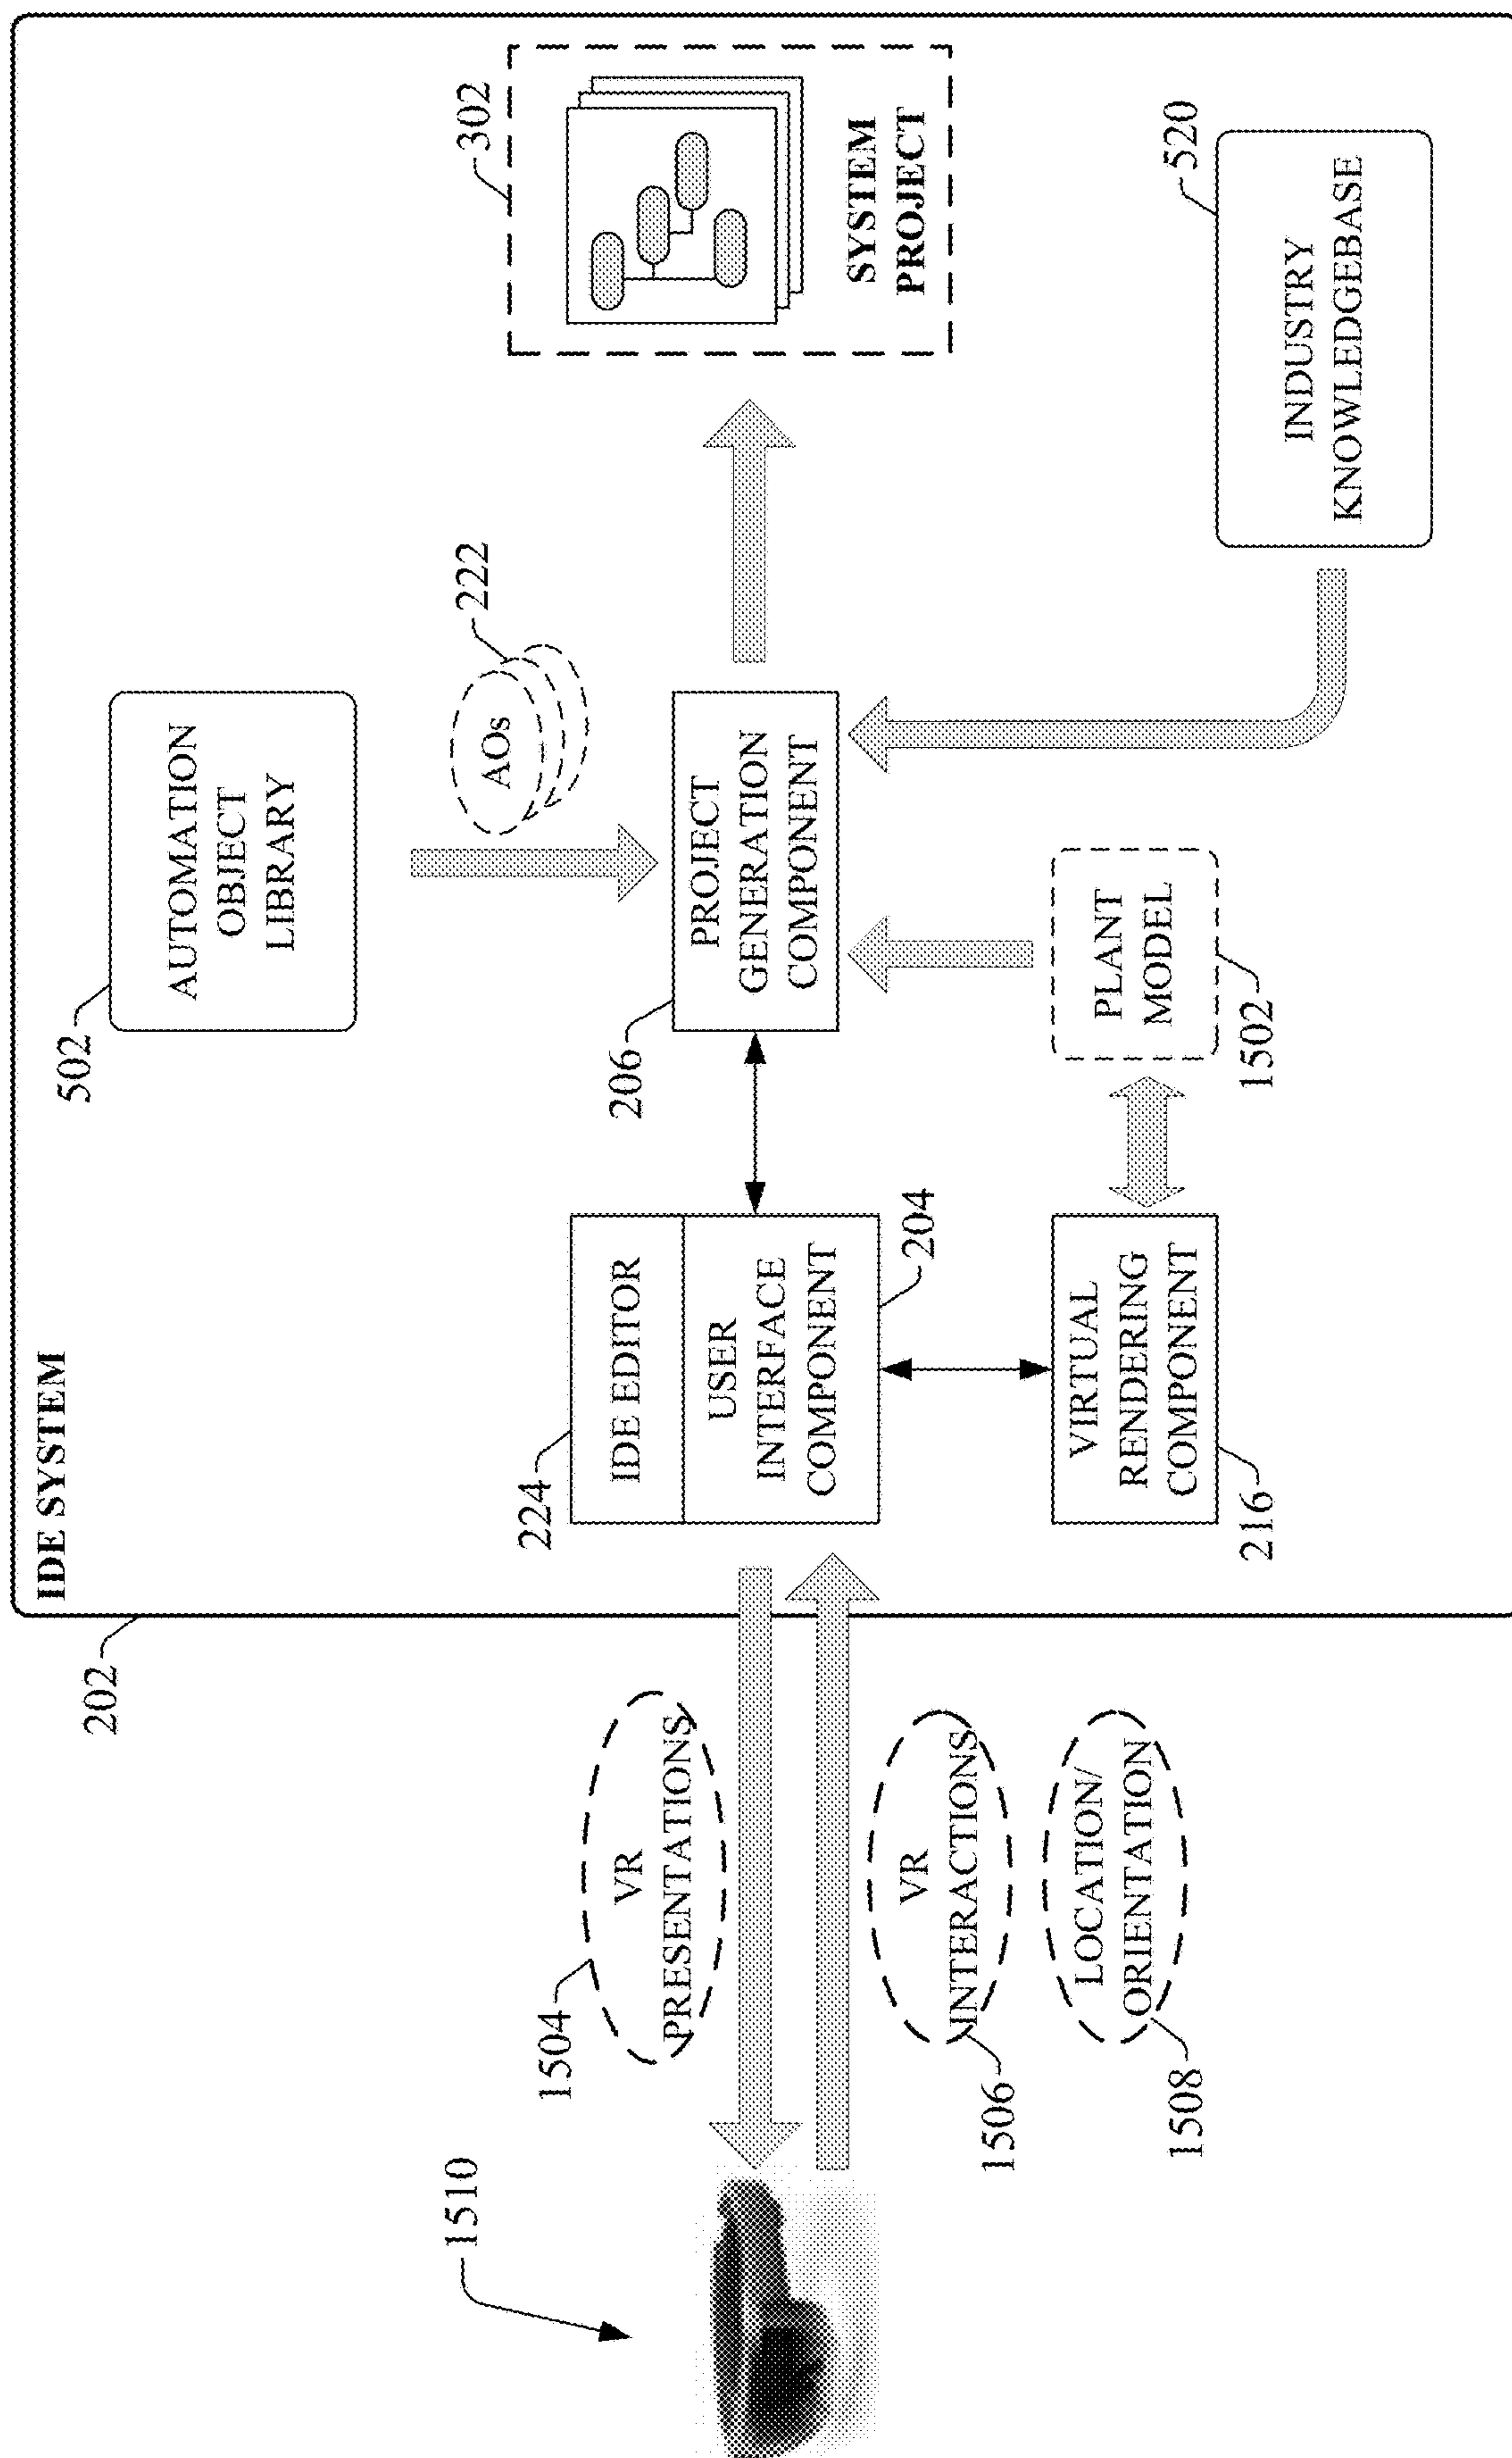 IDE SYSTEM
202
502
AUTOMATION
OBJECT
LIBRARY
AOs
222
302
SYSTEM
PROJECT
1510
1504
VR
PRESENTATIONS
224
IDE EDITOR
USER
INTERFACE
COMPONENT
204
206
PROJECT
GENERATION
COMPONENT
1506
VR
INTERACTIONS
1508
LOCATION/
ORIENTATION
216
VIRTUAL
RENDERING
COMPONENT
PLANT
MODEL
1502
520
INDUSTRY
KNOWLEDGEBASE